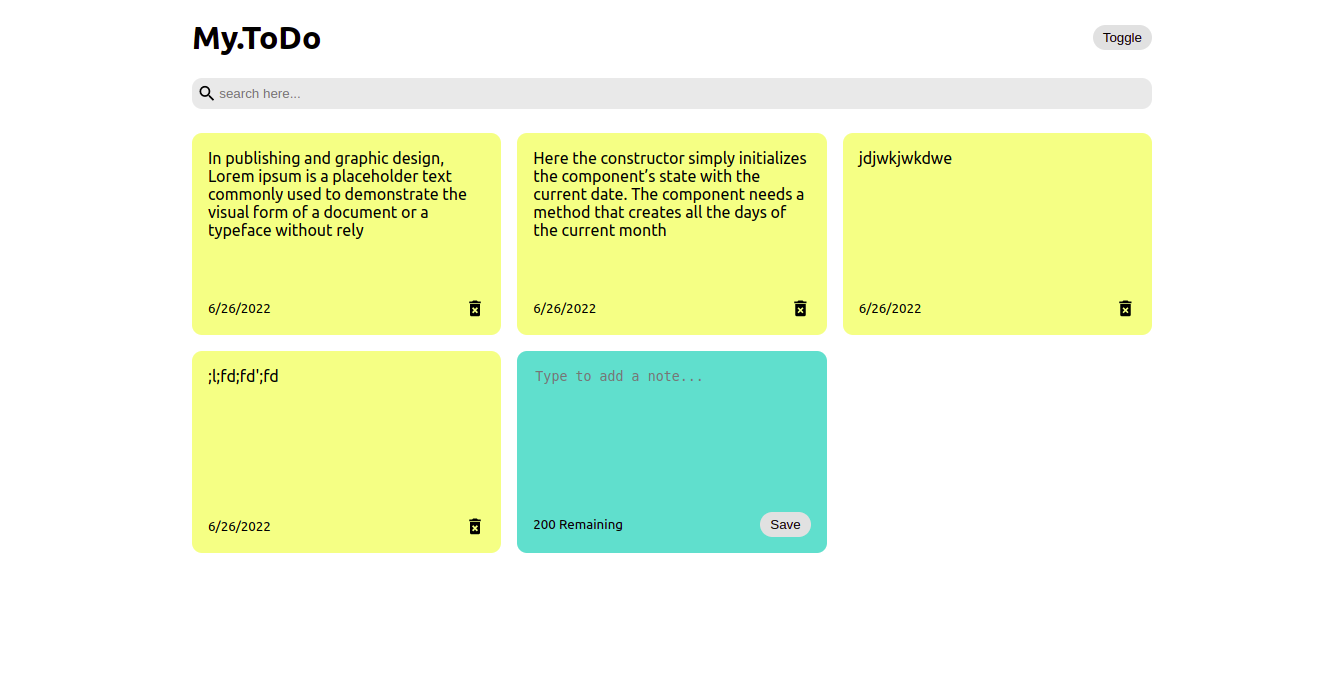 My.ToDo
Toggle
search here...
In publishing and graphic design,
Lorem ipsum is a placeholder text
commonly used to demonstrate the
visual form of a document or a
typeface without rely
6/26/2022
Here the constructor simply initializes
the component’s state with the
current date. The component needs a
method that creates all the days of
the current month
6/26/2022
jdjwkjwkdwe
6/26/2022
;l;fd;fd';fd
6/26/2022
Type to add a note...
200 Remaining
Save